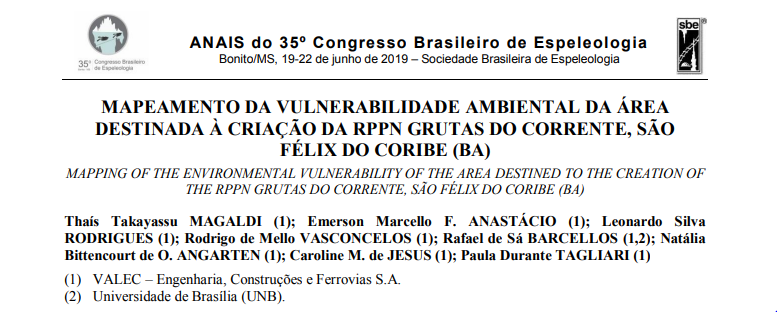 35º Congresso Brasileiro
de Espeleologia
ANAIS do 35º Congresso Brasileiro de Espeleologia
Bonito/MS, 19-22 de junho de 2019 – Sociedade Brasileira de Espeleologia
sbe
MAPEAMENTO DA VULNERABILIDADE AMBIENTAL DA ÁREA
DESTINADA À CRIAÇÃO DA RPPN GRUTAS DO CORRENTE, SÃO
FÉLIX DO CORIBE (BA)
MAPPING OF THE ENVIRONMENTAL VULNERABILITY OF THE AREA DESTINED TO THE CREATION OF
THE RPPN GRUTAS DO CORRENTE, SÃO FÉLIX DO CORIBE (BA)
Thaís Takayassu MAGALDI (1); Emerson Marcello F. ANASTÁCIO (1); Leonardo Silva
RODRIGUES (1); Rodrigo de Mello VASCONCELOS (1); Rafael de Sá BARCELLOS (1,2); Natália
Bittencourt de O. ANGARTEN (1); Caroline M. de JESUS (1); Paula Durante TAGLIARI (1)
(1) VALEC – Engenharia, Construções e Ferrovias S.A.
(2) Universidade de Brasília (UNB).